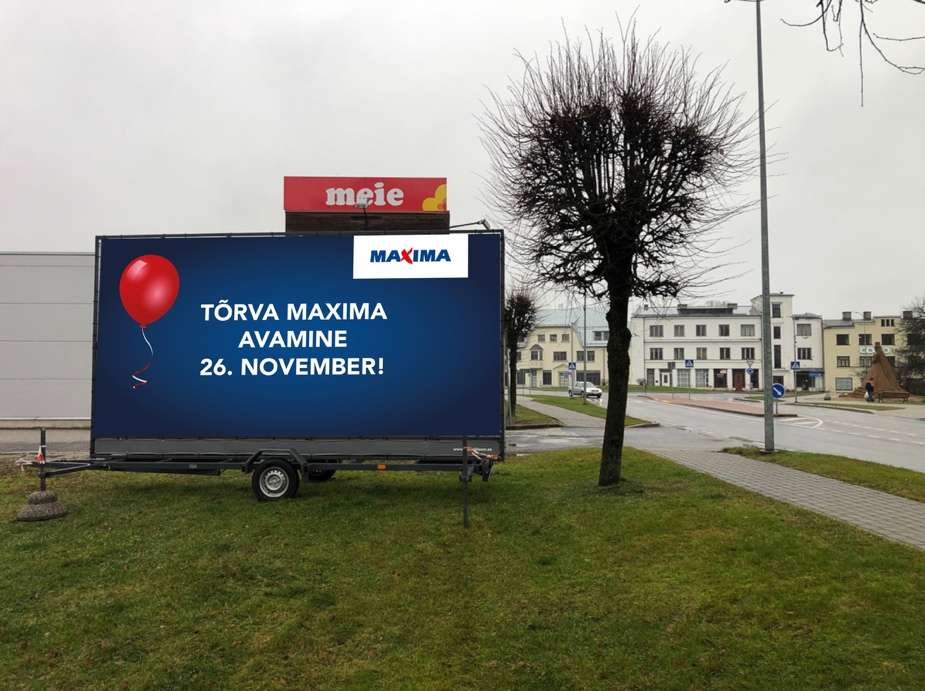 meie
MAXIMA
TÕRVA MAXIMA
AVAMINE
26. NOVEMBER!